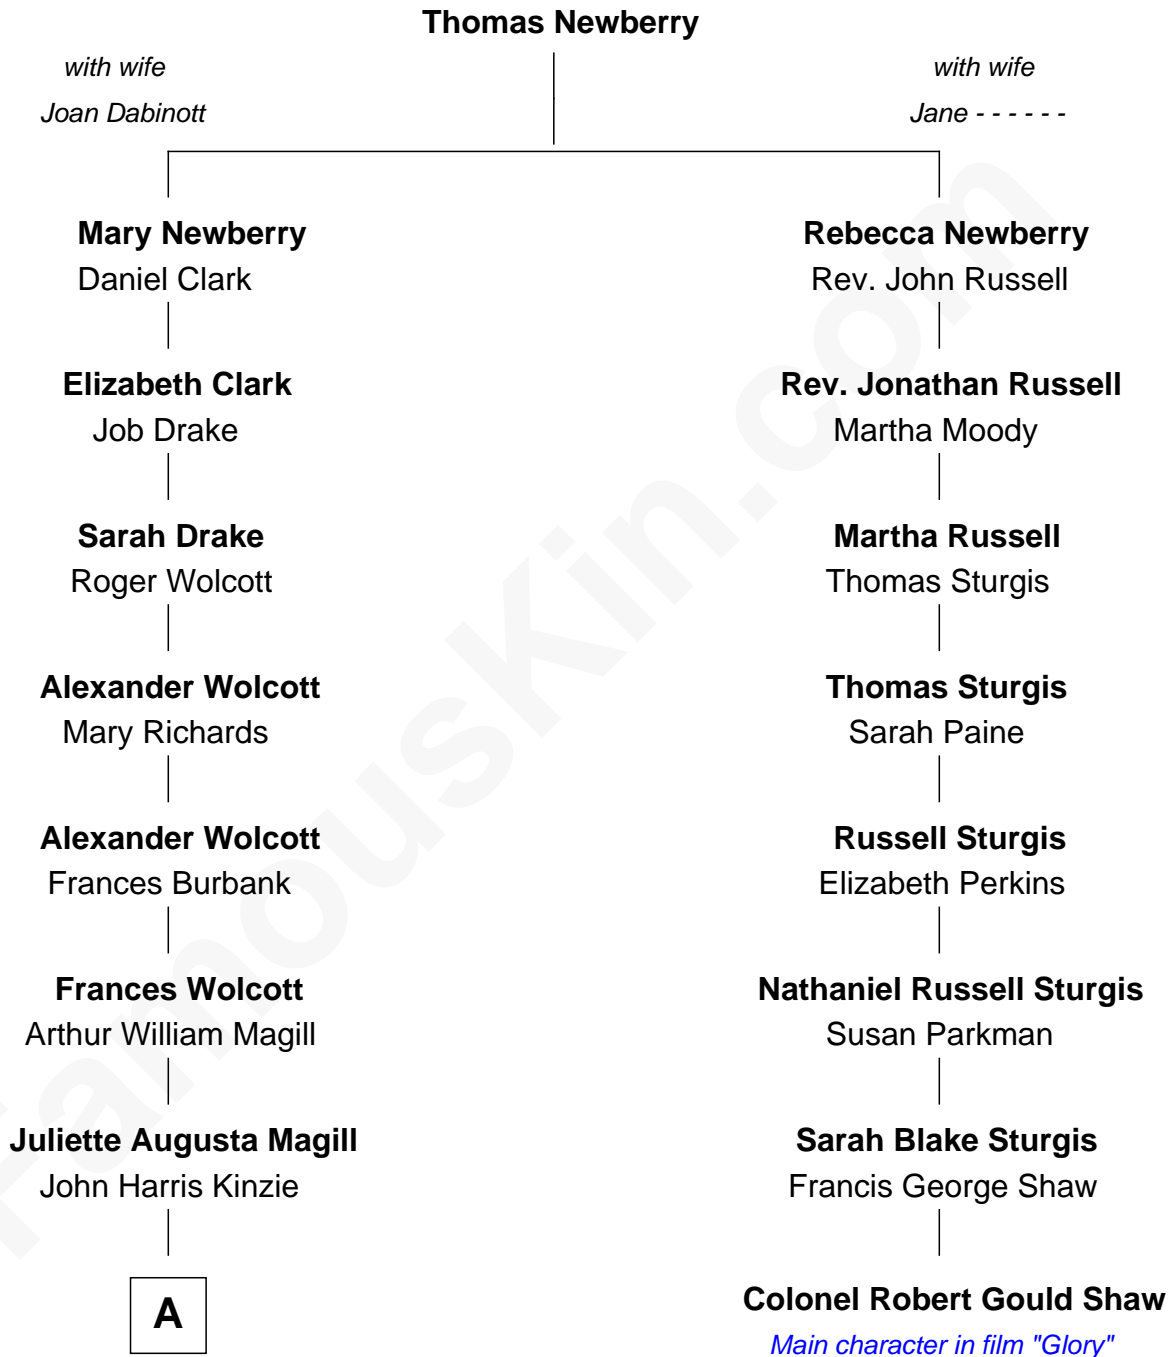 Thomas Newberry
with wife
Joan Dabinott
with wife
Jane - - - - - -
Mary Newberry
Daniel Clark
Rebecca Newberry
Rev. John Russell
Elizabeth Clark
Job Drake
Rev. Jonathan Russell
Martha Moody
Sarah Drake
Roger Wolcott
Martha Russell
Thomas Sturgis
Alexander Wolcott
Mary Richards
Thomas Sturgis
Sarah Paine
Alexander Wolcott
Frances Burbank
Russell Sturgis
Elizabeth Perkins
Frances Wolcott
Arthur William Magill
Nathaniel Russell Sturgis
Susan Parkman
Juliette Augusta Magill
John Harris Kinzie
Sarah Blake Sturgis
Francis George Shaw
A
Colonel Robert Gould Shaw
Main character in film "Glory"
FamousKin.com